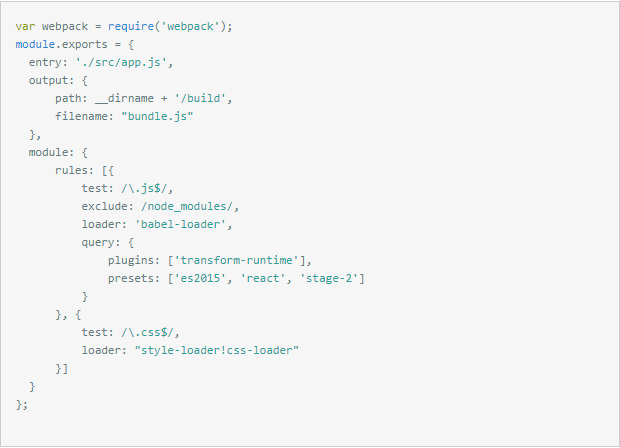 var webpack = require('webpack');
module.exports = {
  entry: './src/app.js',
  output: {
      path: __dirname + '/build',
      filename: "bundle.js"
  },
  module: {
      rules: [{
          test: /\.js$/,
          exclude: /node_modules/,
          loader: 'babel-loader',
          query: {
              plugins: ['transform-runtime'],
              presets: ['es2015', 'react', 'stage-2']
          }
      }, {
          test: /\.css$/,
          loader: "style-loader!css-loader"
      }]
  }
};